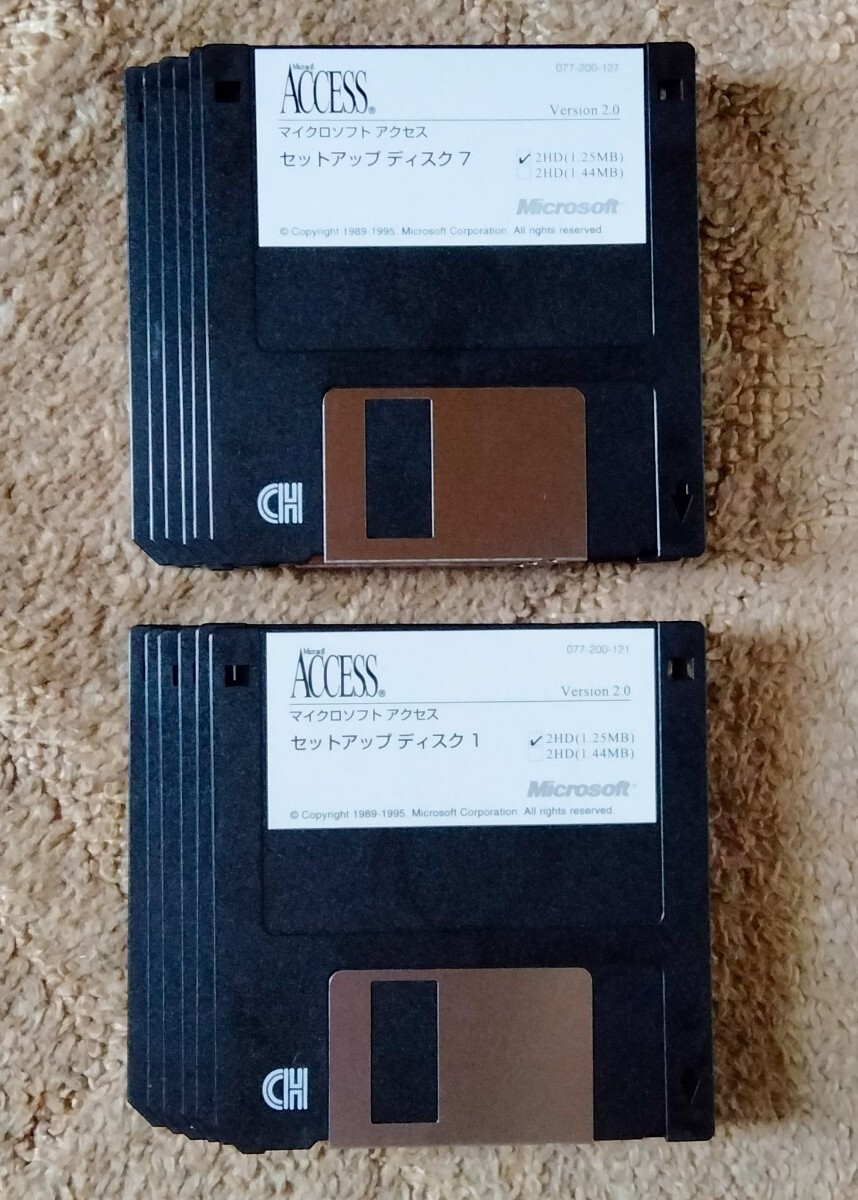 077-200-127
Microsoft
ACCESS®
Version 2.0
マイクロソフト アクセス
セットアップ ディスク 7
✓ 2HD(1.25MB)
2HD(1.44MB)
Microsoft
© Copyright 1989-1995. Microsoft Corporation. All rights reserved.
CH
077-200-121
Microsoft
ACCESS®
Version 2.0
マイクロソフト アクセス
セットアップ ディスク 1
✓ 2HD(1.25MB)
2HD(1.44MB)
Microsoft®
© Copyright 1989-1995. Microsoft Corporation. All rights reserved.
CH